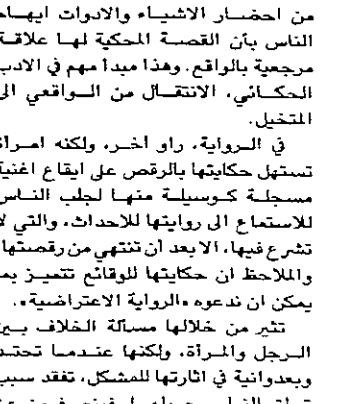 من احضار الاشياء والادوات ايهام
الناس بأن القصة المحكية لها علاقة
مرجعية بالواقع. وهذا مبدأ مهم في الادب
الحكائي، الانتقال من الواقعي الى
المتخيل.
في الرواية، راو آخر، ولكنه امرأة
تستهل حكايتها بالرقص على ايقاع اغنية
مسجلة كوسيلة منها لجلب الناس
للاستماع الى روايتها للاحداث، والتي لا
تشرع فيها، الا بعد ان تنتهي من رقصتها
والملاحظ ان حكايتها للوقائع تتميز بما
يمكن ان ندعوه «الرواية الاعتراضية».
تثير من خلالها مسألة الخلاف بين
الرجل والمرأة، ولكنها عندما تحتد
وبعدوانية في اثارتها للمشكل، تفقد سبب